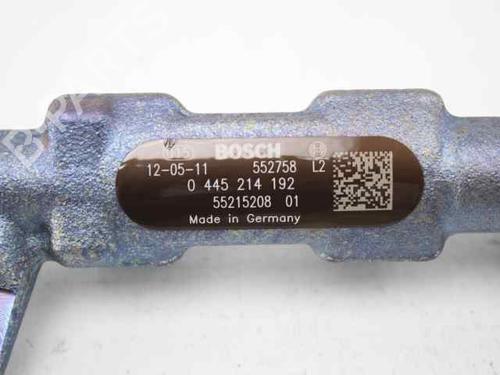 BOSCH
12-05-11 552758 L2
0 445 214 192
55215208 01
Made in Germany